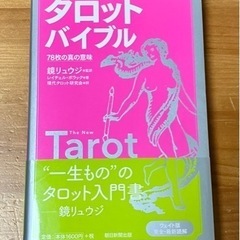 タロット
バイブル
78枚の真の意味
鏡リュウジ
The New
Tarot
“一生もの”の
タロット入門書
鏡リュウジ
朝日新聞出版